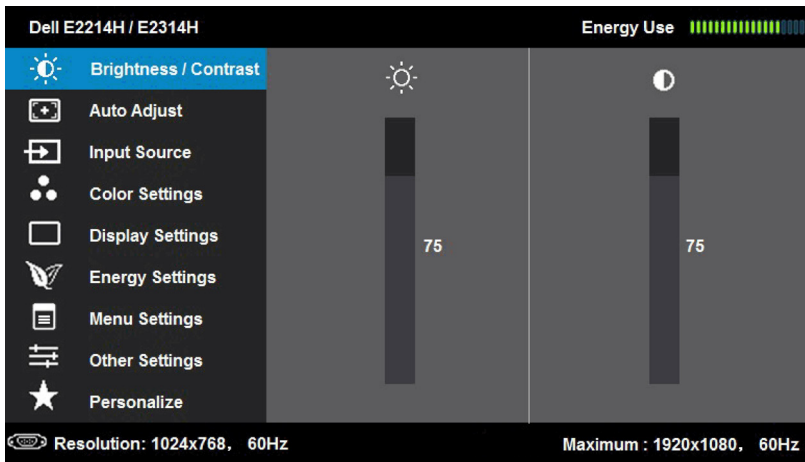 Dell E2214H / E2314H
Energy Use
Brightness / Contrast
Auto Adjust
Input Source
Color Settings
Display Settings
75
75
Energy Settings
Menu Settings
Other Settings
Personalize
Resolution: 1024x768, 60Hz
Maximum : 1920x1080, 60Hz